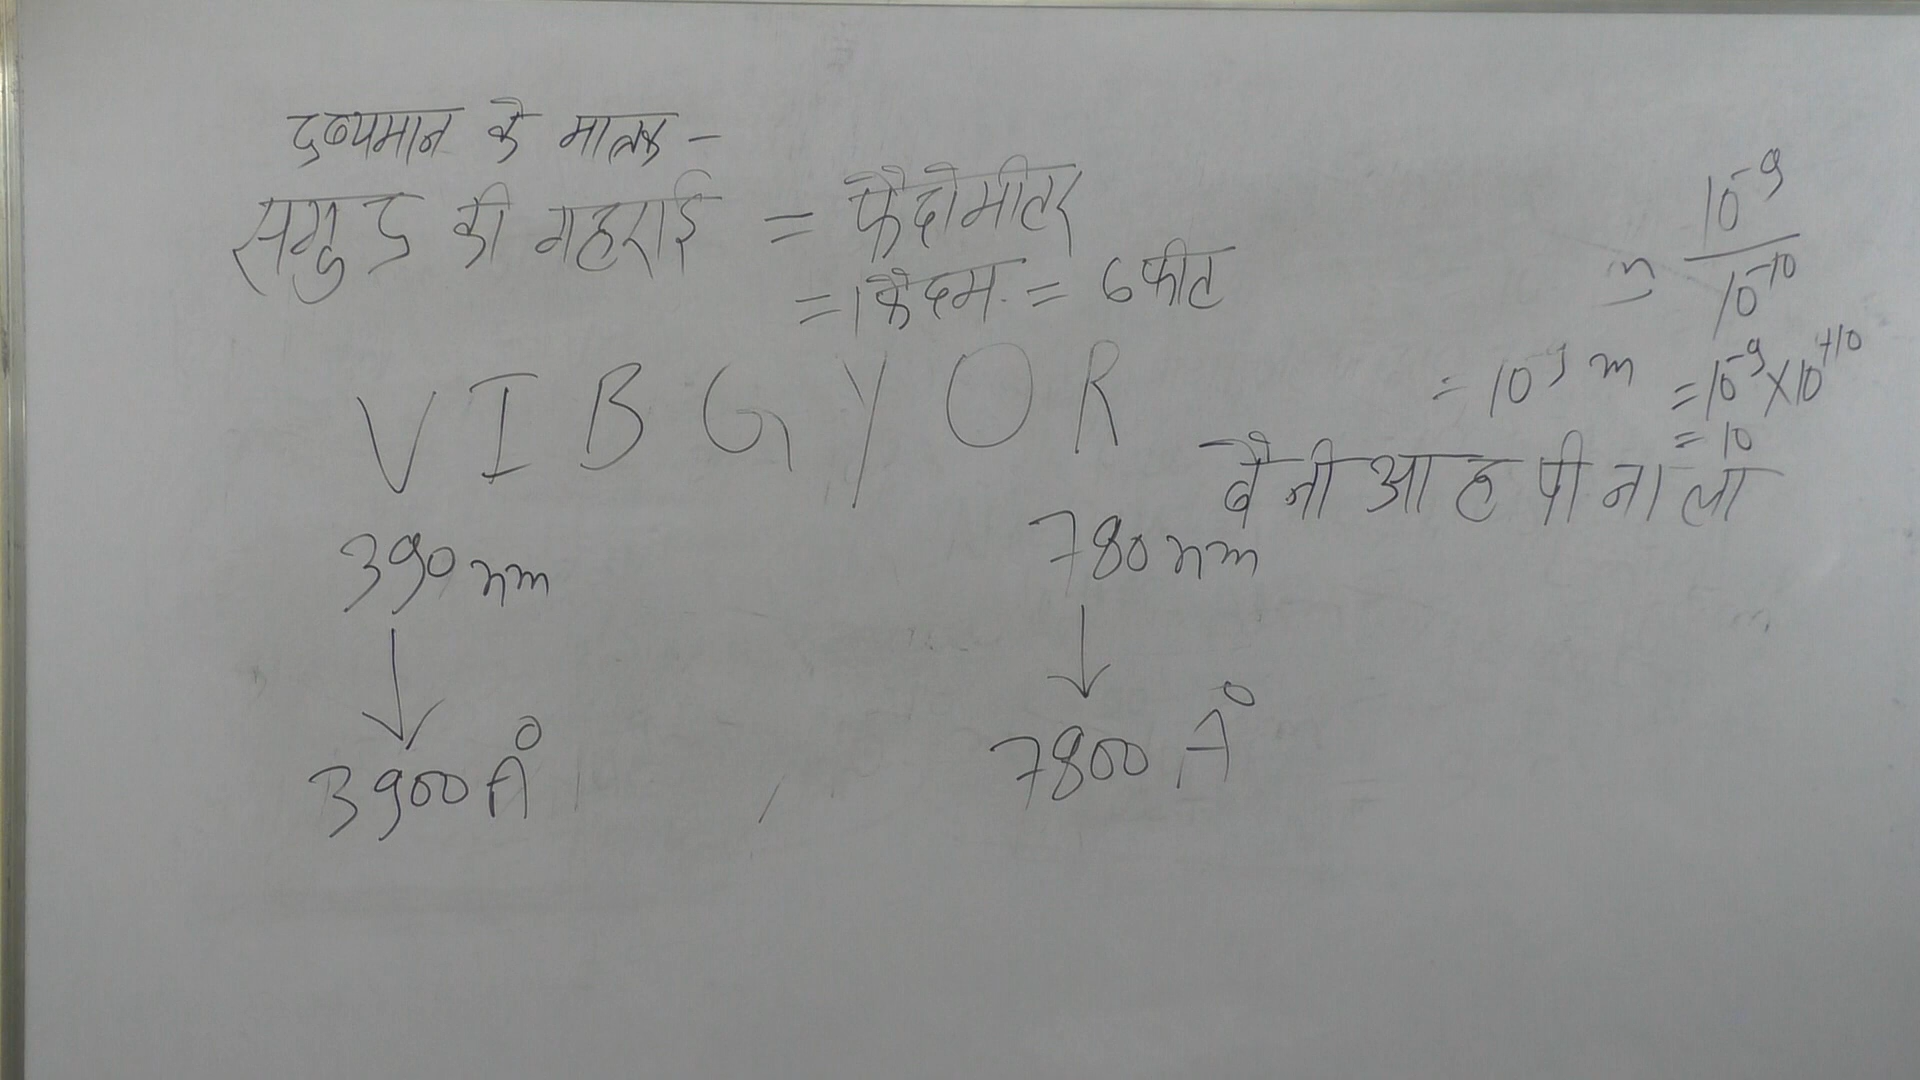 द्रव्यमान के मात्रक -
समुद्र की गहराई = फैदोमीटर
= 1 फैदम = 6 फीट
VIBGYOR
बै नी आ ह पी ना ला
390 nm
780 nm
↓ ↓
3900 Å
7800 Å
= 10⁻⁹ / 10⁻¹⁰
= 10⁻⁹ m
= 10⁻⁹ × 10⁺¹⁰
= 10